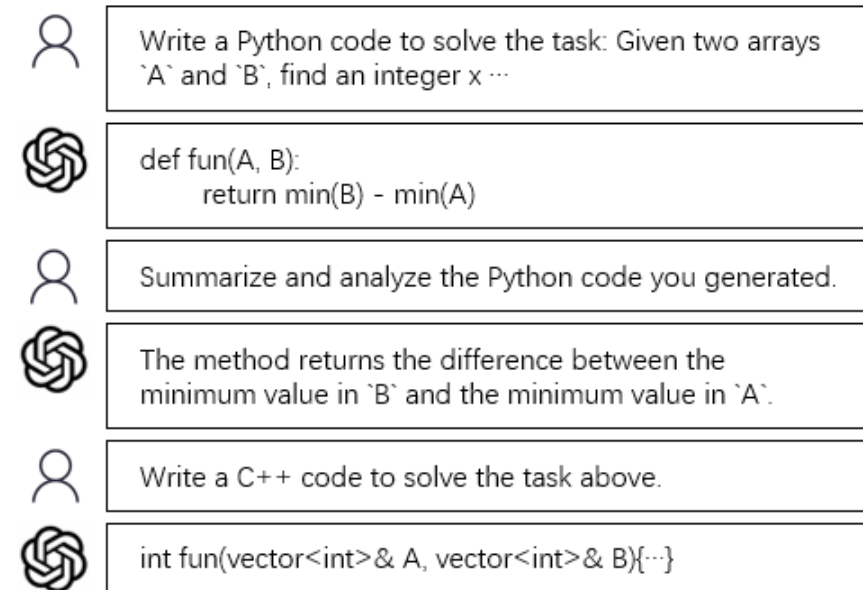 Write a Python code to solve the task: Given two arrays
`A` and `B`, find an integer x ···
def fun(A, B):
return min(B) - min(A)
Summarize and analyze the Python code you generated.
The method returns the difference between the
minimum value in `B` and the minimum value in `A`.
Write a C++ code to solve the task above.
int fun(vector<int>& A, vector<int>& B){···}